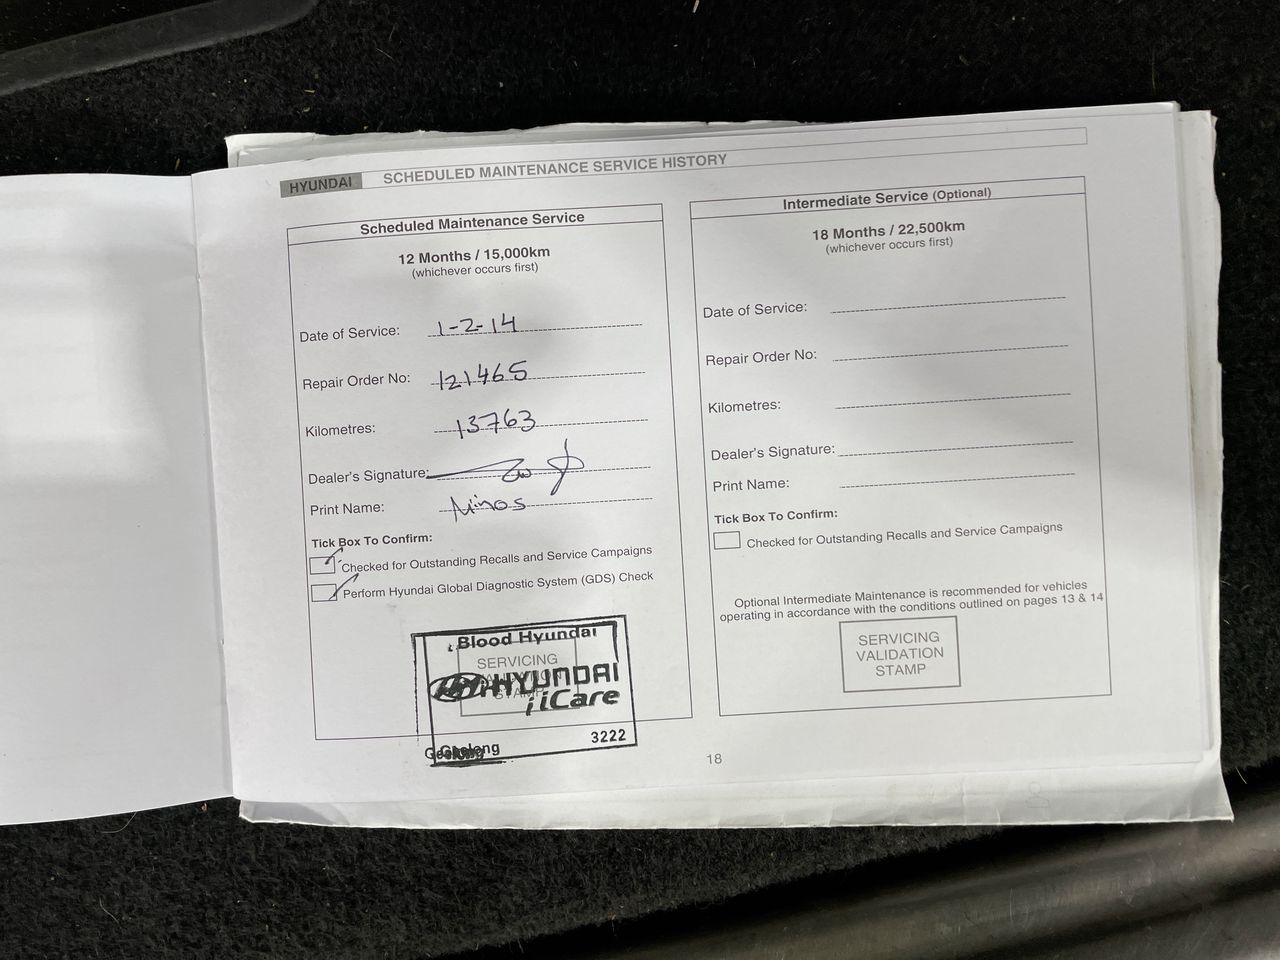 HYUNDAI SCHEDULED MAINTENANCE SERVICE HISTORY
Scheduled Maintenance Service
12 Months / 15,000km
(whichever occurs first)
Date of Service: 1-2-14
Repair Order No: 121465
Kilometres: 13763
Dealer's Signature:
Print Name: Minos
Tick Box To Confirm:
Checked for Outstanding Recalls and Service Campaigns
Perform Hyundai Global Diagnostic System (GDS) Check
Blood Hyundai
SERVICING
HYUNDAI
iCare
Geelong 3222
Intermediate Service (Optional)
18 Months / 22,500km
(whichever occurs first)
Date of Service:
Repair Order No:
Kilometres:
Dealer's Signature:
Print Name:
Tick Box To Confirm:
Checked for Outstanding Recalls and Service Campaigns
Optional Intermediate Maintenance is recommended for vehicles
operating in accordance with the conditions outlined on pages 13 & 14
SERVICING
VALIDATION
STAMP
18